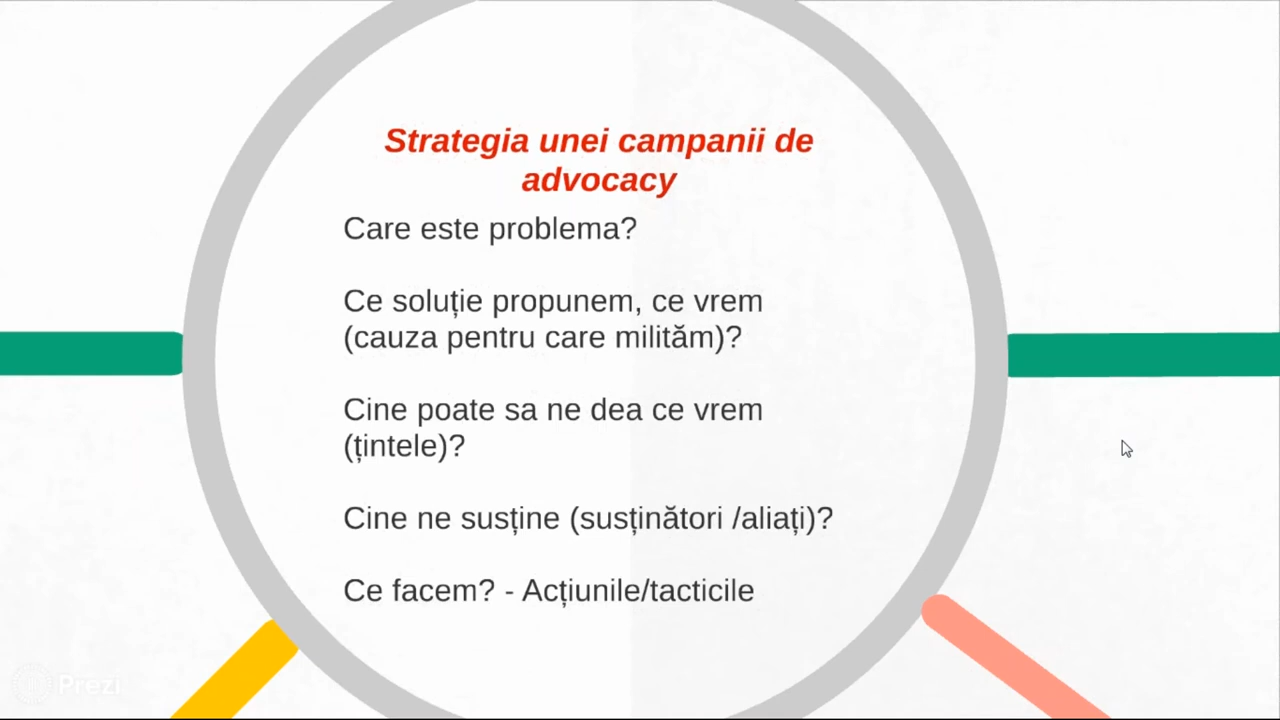 Strategia unei campanii de
advocacy
Care este problema?
Ce soluție propunem, ce vrem
(cauza pentru care milităm)?
Cine poate sa ne dea ce vrem
(țintele)?
Cine ne susține (susținători /aliați)?
Ce facem? - Acțiunile/tacticile
Prezi